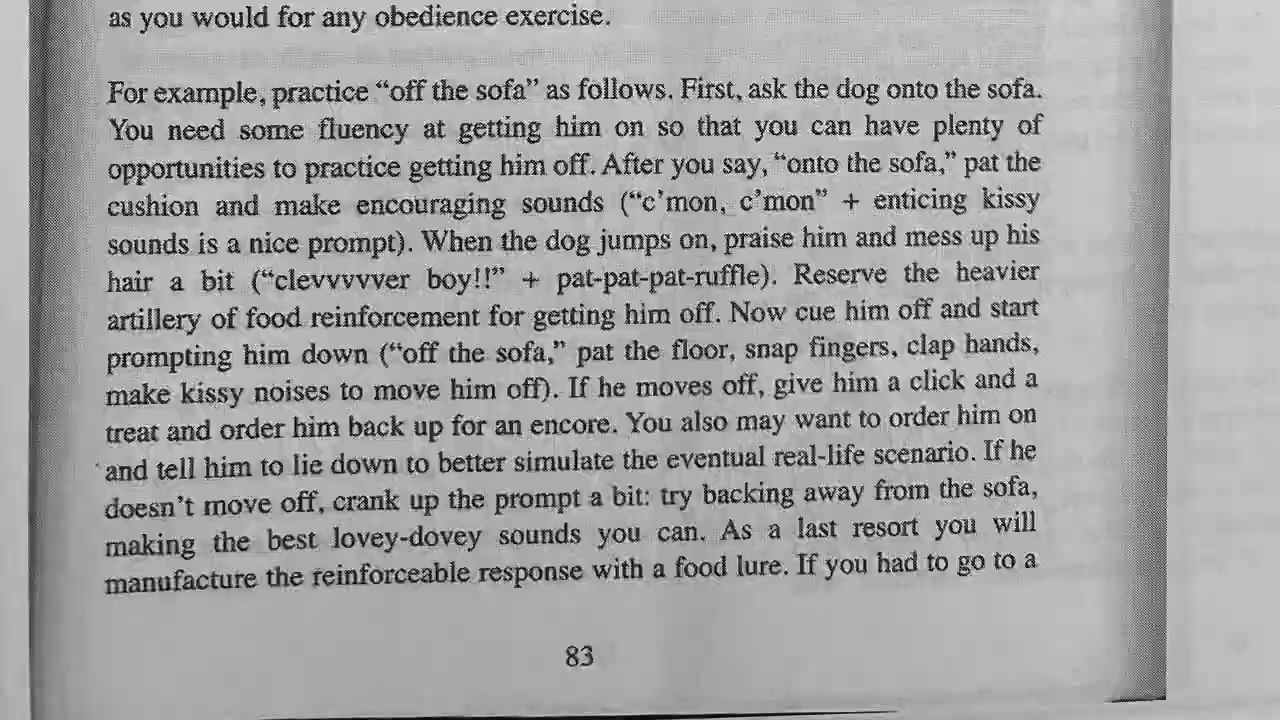 as you would for any obedience exercise.
For example, practice “off the sofa” as follows. First, ask the dog onto the sofa.
You need some fluency at getting him on so that you can have plenty of
opportunities to practice getting him off. After you say, “onto the sofa,” pat the
cushion and make encouraging sounds (“c’mon, c’mon” + enticing kissy
sounds is a nice prompt). When the dog jumps on, praise him and mess up his
hair a bit (“clevvvvver boy!!” + pat-pat-pat-ruffle). Reserve the heavier
artillery of food reinforcement for getting him off. Now cue him off and start
prompting him down (“off the sofa,” pat the floor, snap fingers, clap hands,
make kissy noises to move him off). If he moves off, give him a click and a
treat and order him back up for an encore. You also may want to order him on
and tell him to lie down to better simulate the eventual real-life scenario. If he
doesn’t move off, crank up the prompt a bit: try backing away from the sofa,
making the best lovey-dovey sounds you can. As a last resort you will
manufacture the reinforceable response with a food lure. If you had to go to a
83